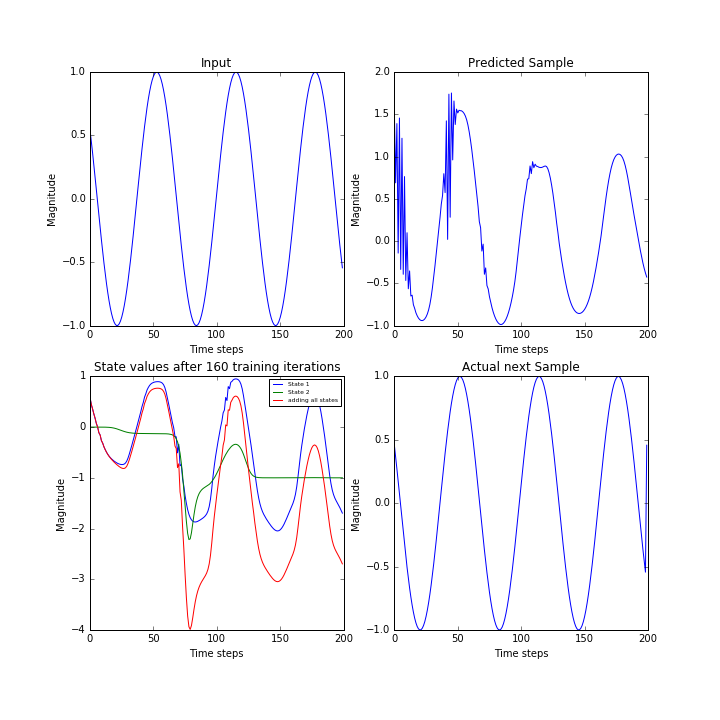 Input
1.0
0.5
0.0
−0.5
−1.0
Magnitude
0 50 100 150 200
Time steps
Predicted Sample
2.0
1.5
1.0
0.5
0.0
−0.5
−1.0
Magnitude
0 50 100 150 200
Time steps
State values after 160 training iterations
1
0
−1
−2
−3
−4
Magnitude
State 1
State 2
adding all states
0 50 100 150 200
Time steps
Actual next Sample
1.0
0.5
0.0
−0.5
−1.0
Magnitude
0 50 100 150 200
Time steps